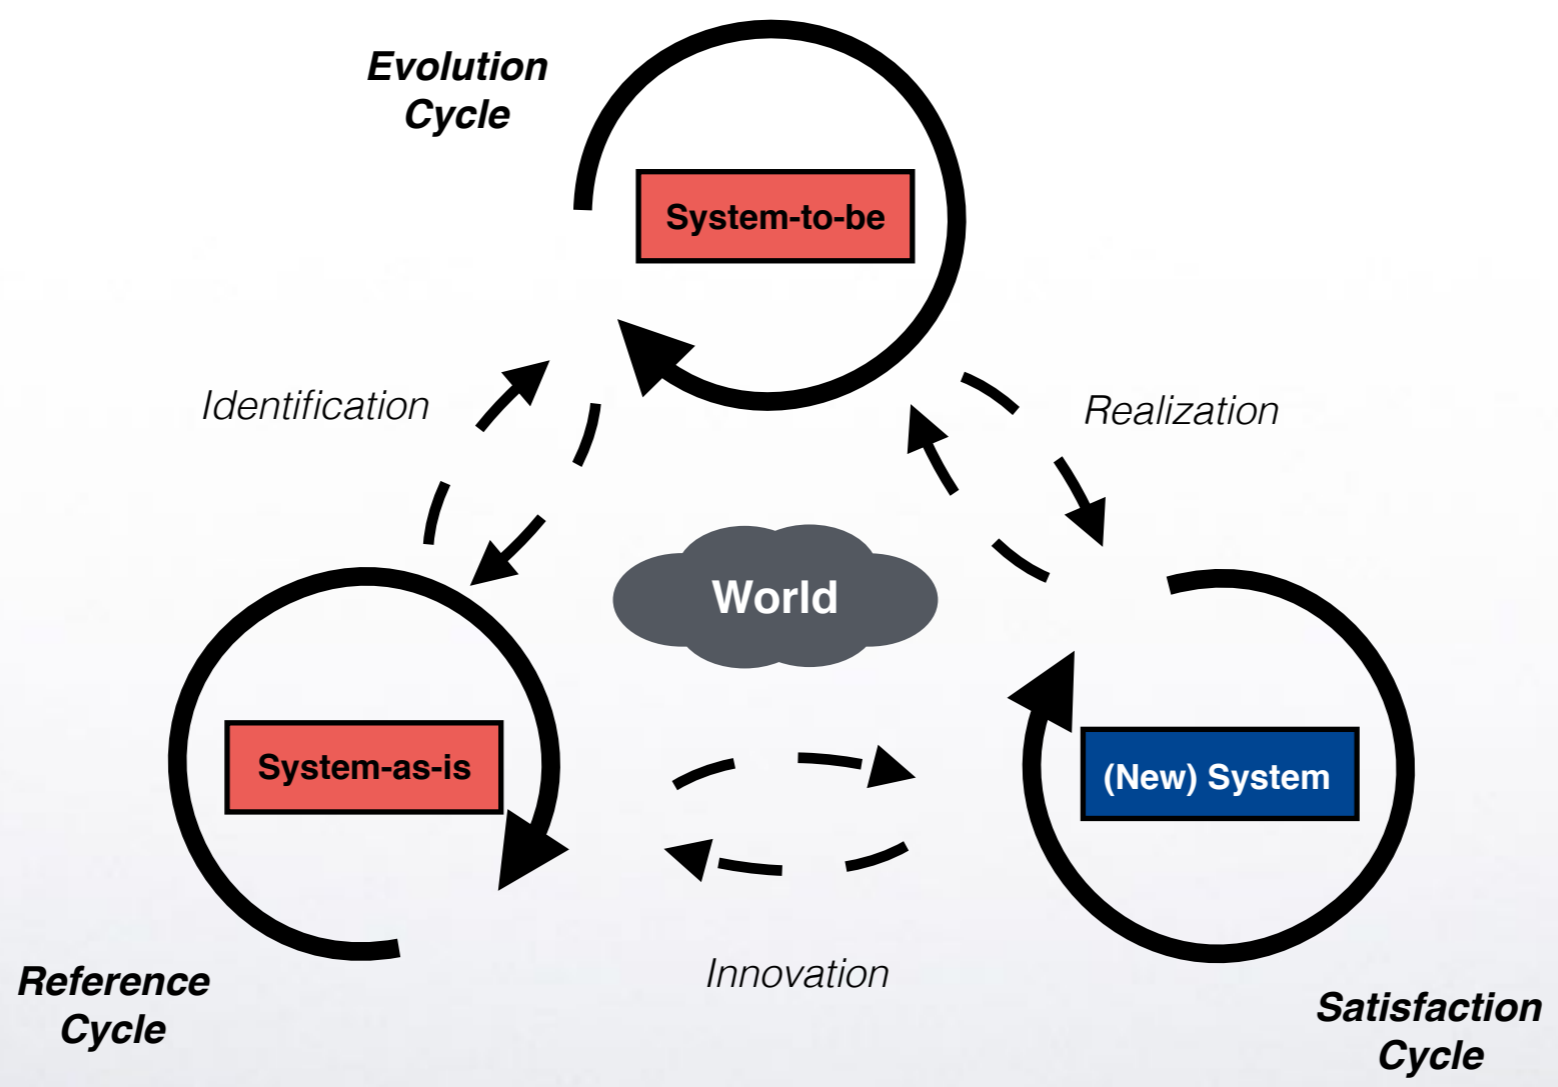 Evolution
Cycle
System-to-be
Identification
Realization
World
System-as-is
(New) System
Innovation
Reference
Cycle
Satisfaction
Cycle